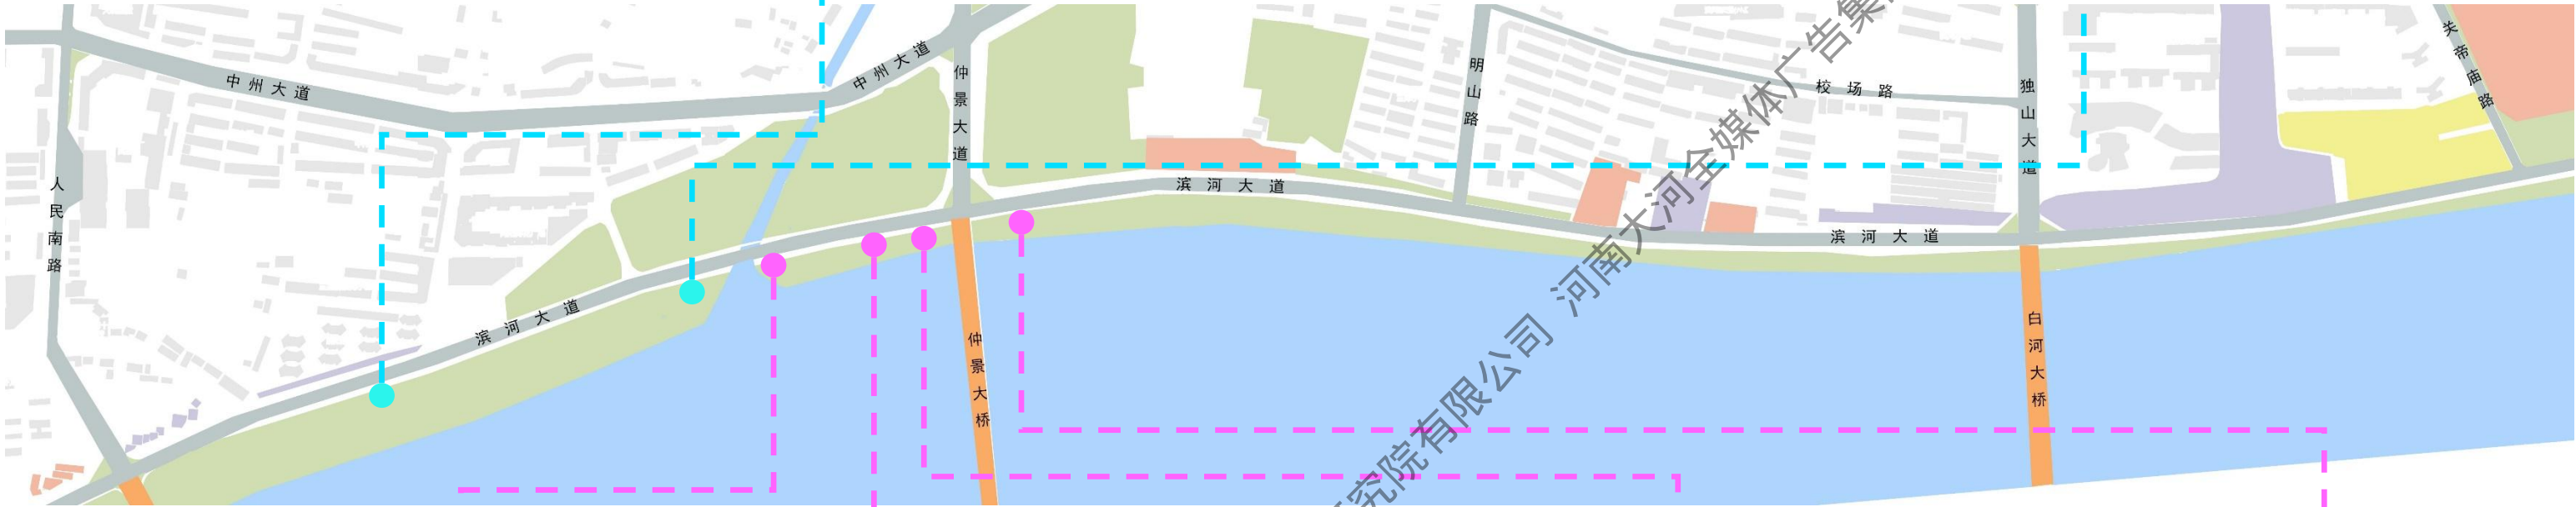 中州大道
中州大道
仲景大道
明山路
校场路
独山大道
关帝庙路
人民南路
滨河大道
滨河大道
滨河大道
仲景大桥
白河大桥
究院有限公司 河南大河全媒体广告集